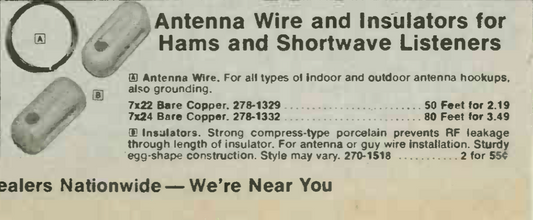 Antenna Wire and Insulators for
Hams and Shortwave Listeners
A
B
A Antenna Wire. For all types of indoor and outdoor antenna hookups,
also grounding.
7x22 Bare Copper. 278-1329 .......................... 50 Feet for 2.19
7x24 Bare Copper. 278-1332 .......................... 80 Feet for 3.49
B Insulators. Strong compress-type porcelain prevents RF leakage
through length of insulator. For antenna or guy wire installation. Sturdy
egg-shape construction. Style may vary. 270-1518 ........... 2 for 55¢
ealers Nationwide — We're Near You